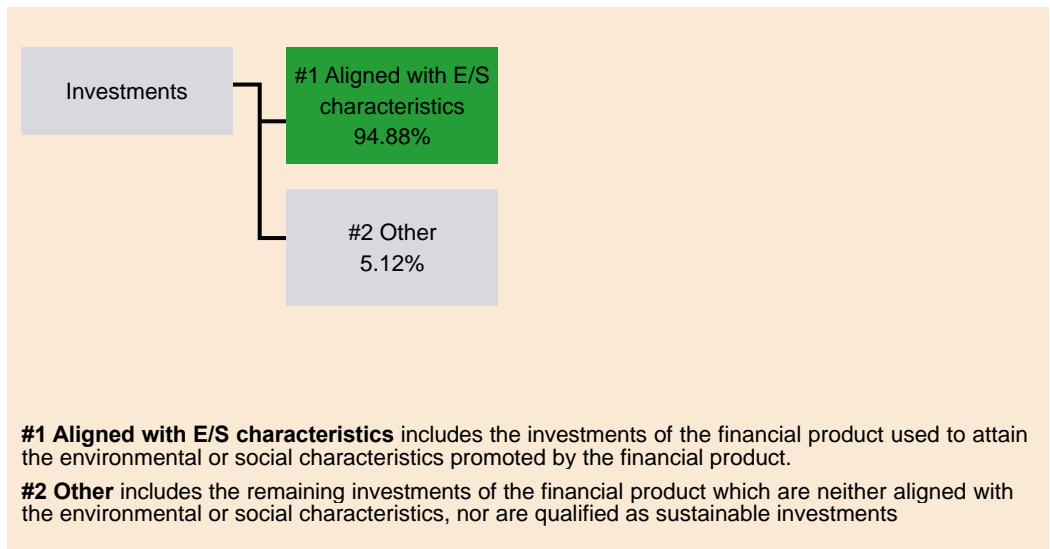 Investments
#1 Aligned with E/S
characteristics
94.88%
#2 Other
5.12%
#1 Aligned with E/S characteristics includes the investments of the financial product used to attain
the environmental or social characteristics promoted by the financial product.
#2 Other includes the remaining investments of the financial product which are neither aligned with
the environmental or social characteristics, nor are qualified as sustainable investments